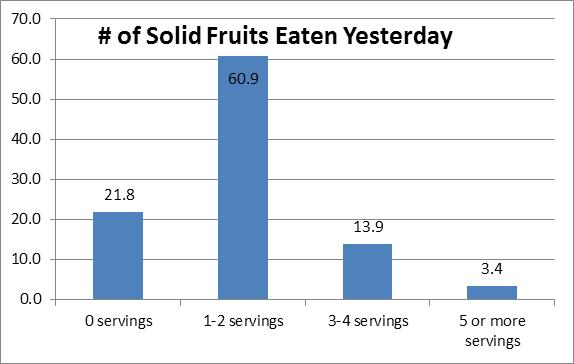 # of Solid Fruits Eaten Yesterday
70.0
60.0
50.0
40.0
30.0
20.0
10.0
0.0
21.8
60.9
13.9
3.4
0 servings
1-2 servings
3-4 servings
5 or more
servings